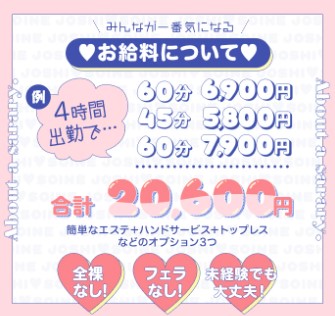 みんなが一番気になる
♥お給料について♥
例
4時間
出勤で…
60分 6,900円
45分 5,800円
60分 7,900円
合計 20,600円
簡単なエステ+ハンドサービス+トップレス
などのオプション3つ
全裸
なし!
フェラ
なし!
未経験でも
大丈夫!
About a salary.
About a salary.